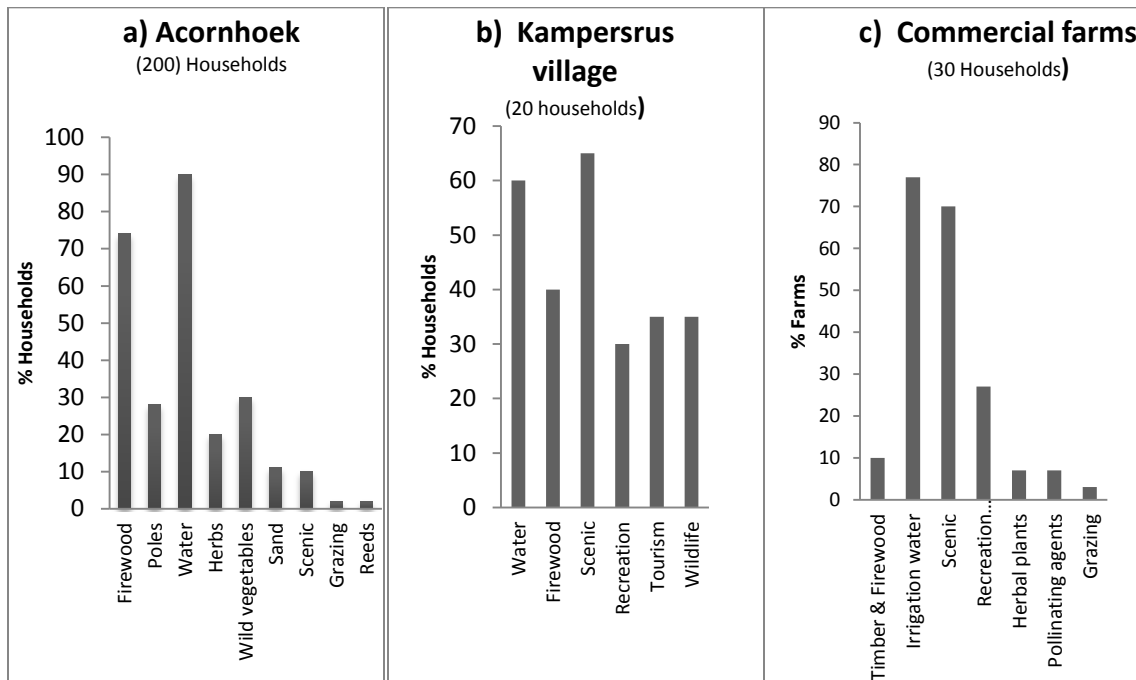 a) Acornhoek
(200) Households
100
90
80
70
60
50
40
30
20
10
0
% Households
Firewood
Poles
Water
Herbs
Wild vegetables
Sand
Scenic
Grazing
Reeds
b) Kampersrus
village
(20 households)
70
60
50
40
30
20
10
0
% Households
Water
Firewood
Scenic
Recreation
Tourism
Wildlife
c) Commercial farms
(30 Households)
90
80
70
60
50
40
30
20
10
0
% Farms
Timber & Firewood
Irrigation water
Scenic
Recreation...
Herbal plants
Pollinating agents
Grazing